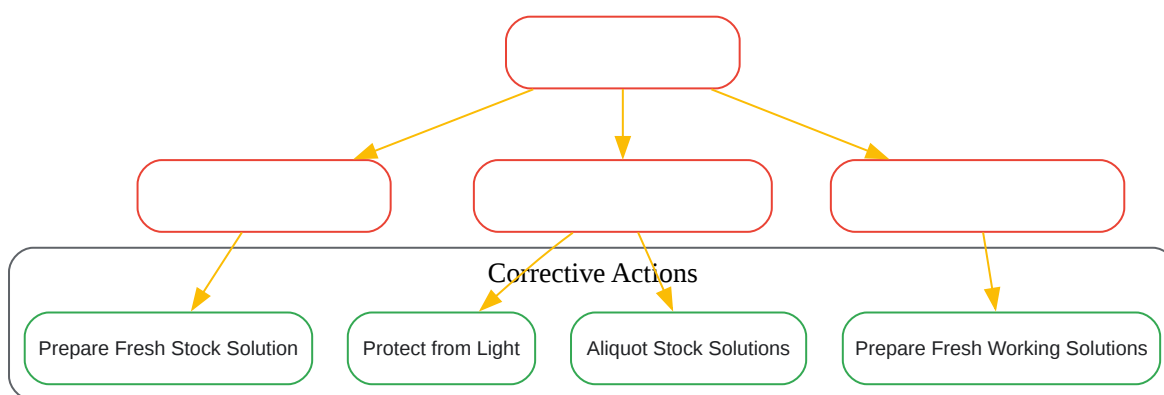 Corrective Actions
Prepare Fresh Stock Solution
Protect from Light
Aliquot Stock Solutions
Prepare Fresh Working Solutions